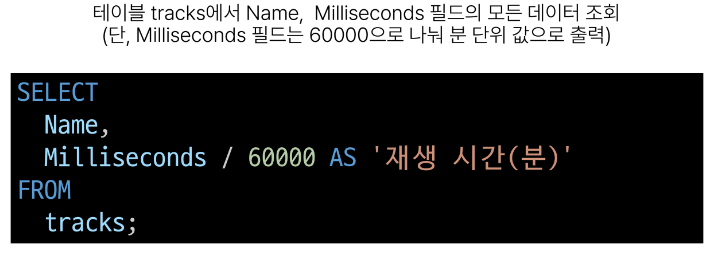 테이블 tracks에서 Name, Milliseconds 필드의 모든 데이터 조회
(단, Milliseconds 필드는 60000으로 나눠 분 단위 값으로 출력)
SELECT
  Name,
  Milliseconds / 60000 AS '재생 시간(분)'
FROM
  tracks;